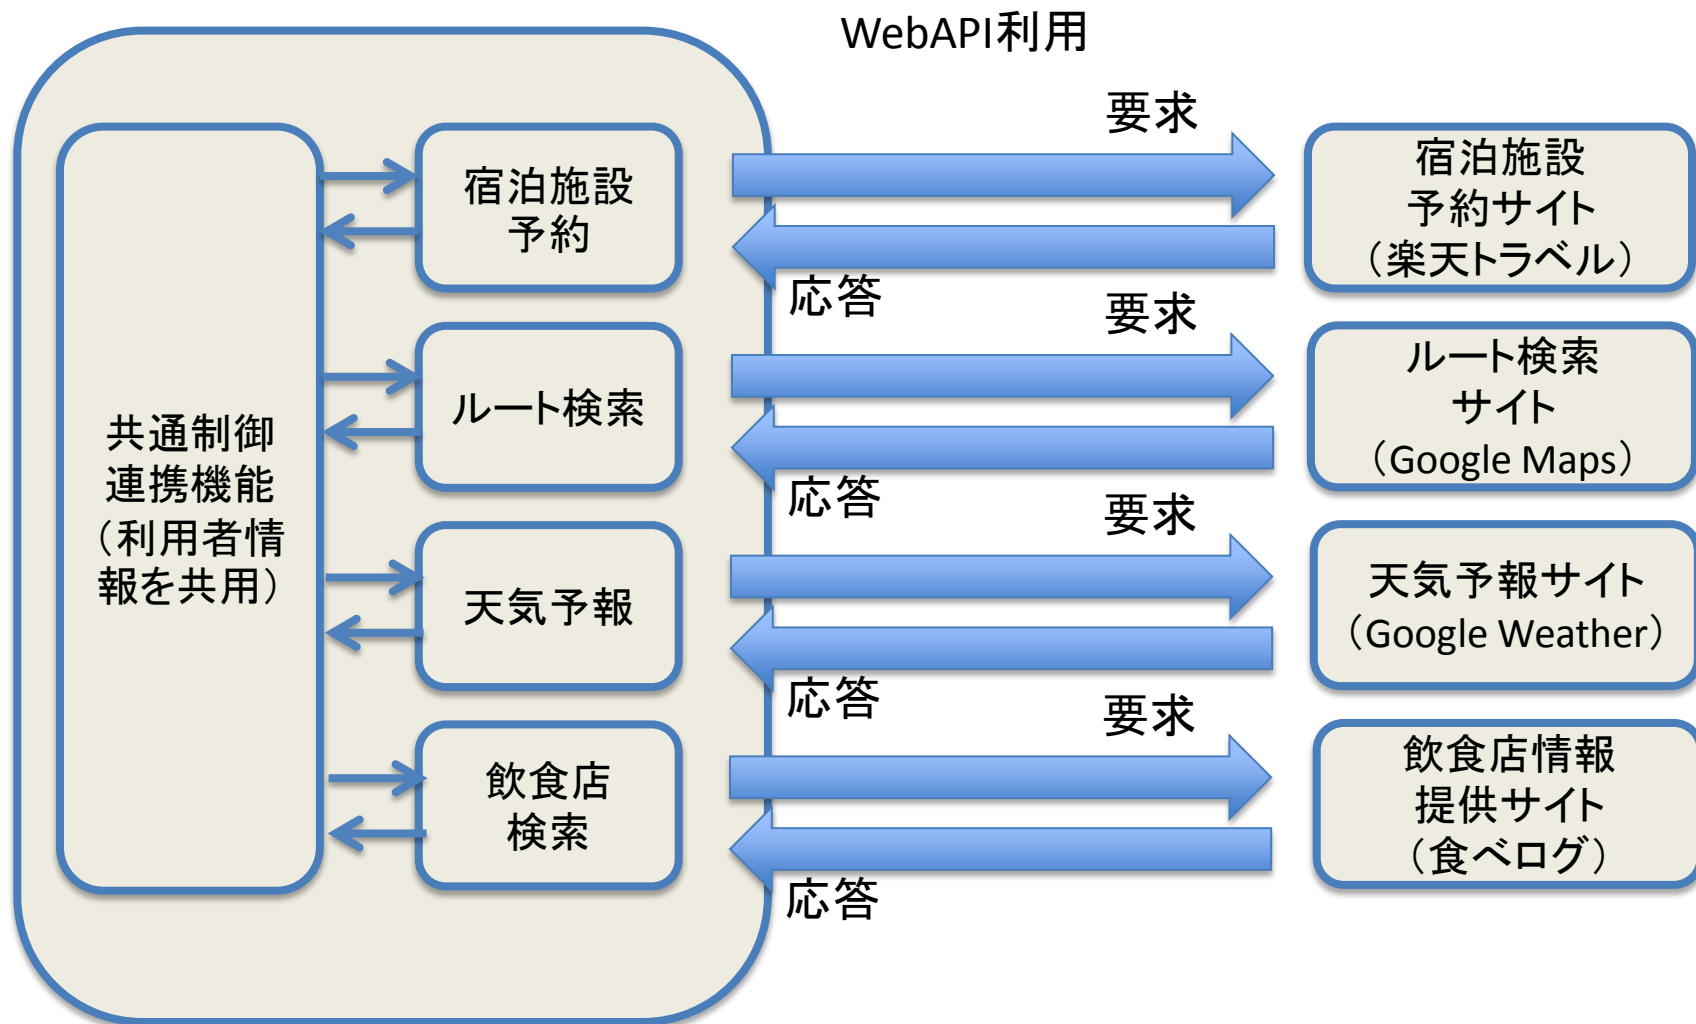 WebAPI利用
共通制御
連携機能
（利用者情
報を共用）
宿泊施設
予約
要求
応答
宿泊施設
予約サイト
（楽天トラベル）
ルート検索
要求
応答
ルート検索
サイト
（Google Maps）
天気予報
要求
応答
天気予報サイト
（Google Weather）
飲食店
検索
要求
応答
飲食店情報
提供サイト
（食べログ）